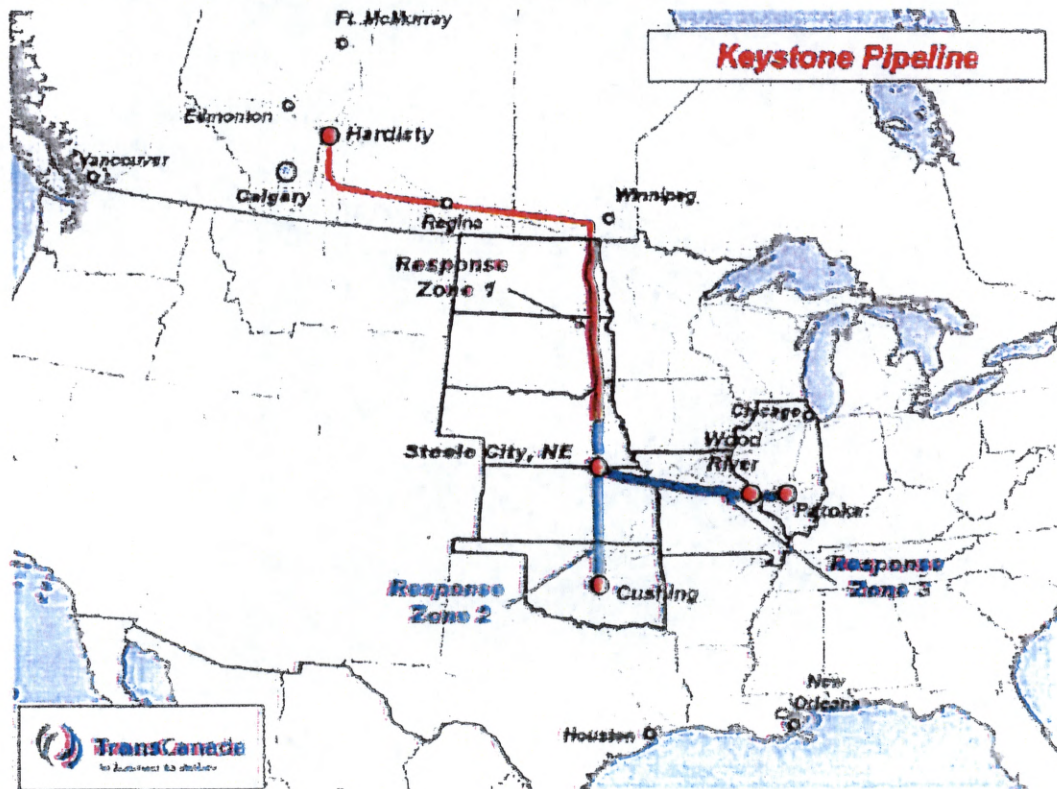 Ft. McMurray
Keystone Pipeline
Edmonton
Hardisty
Vancouver
Calgary
Winnipeg
Regina
Response
Zone 1
Chicago
Wood
River
Steele City, NE
Patoka
Response
Zone 3
Response
Zone 2
Cushing
New
Orleans
Houston
TransCanada